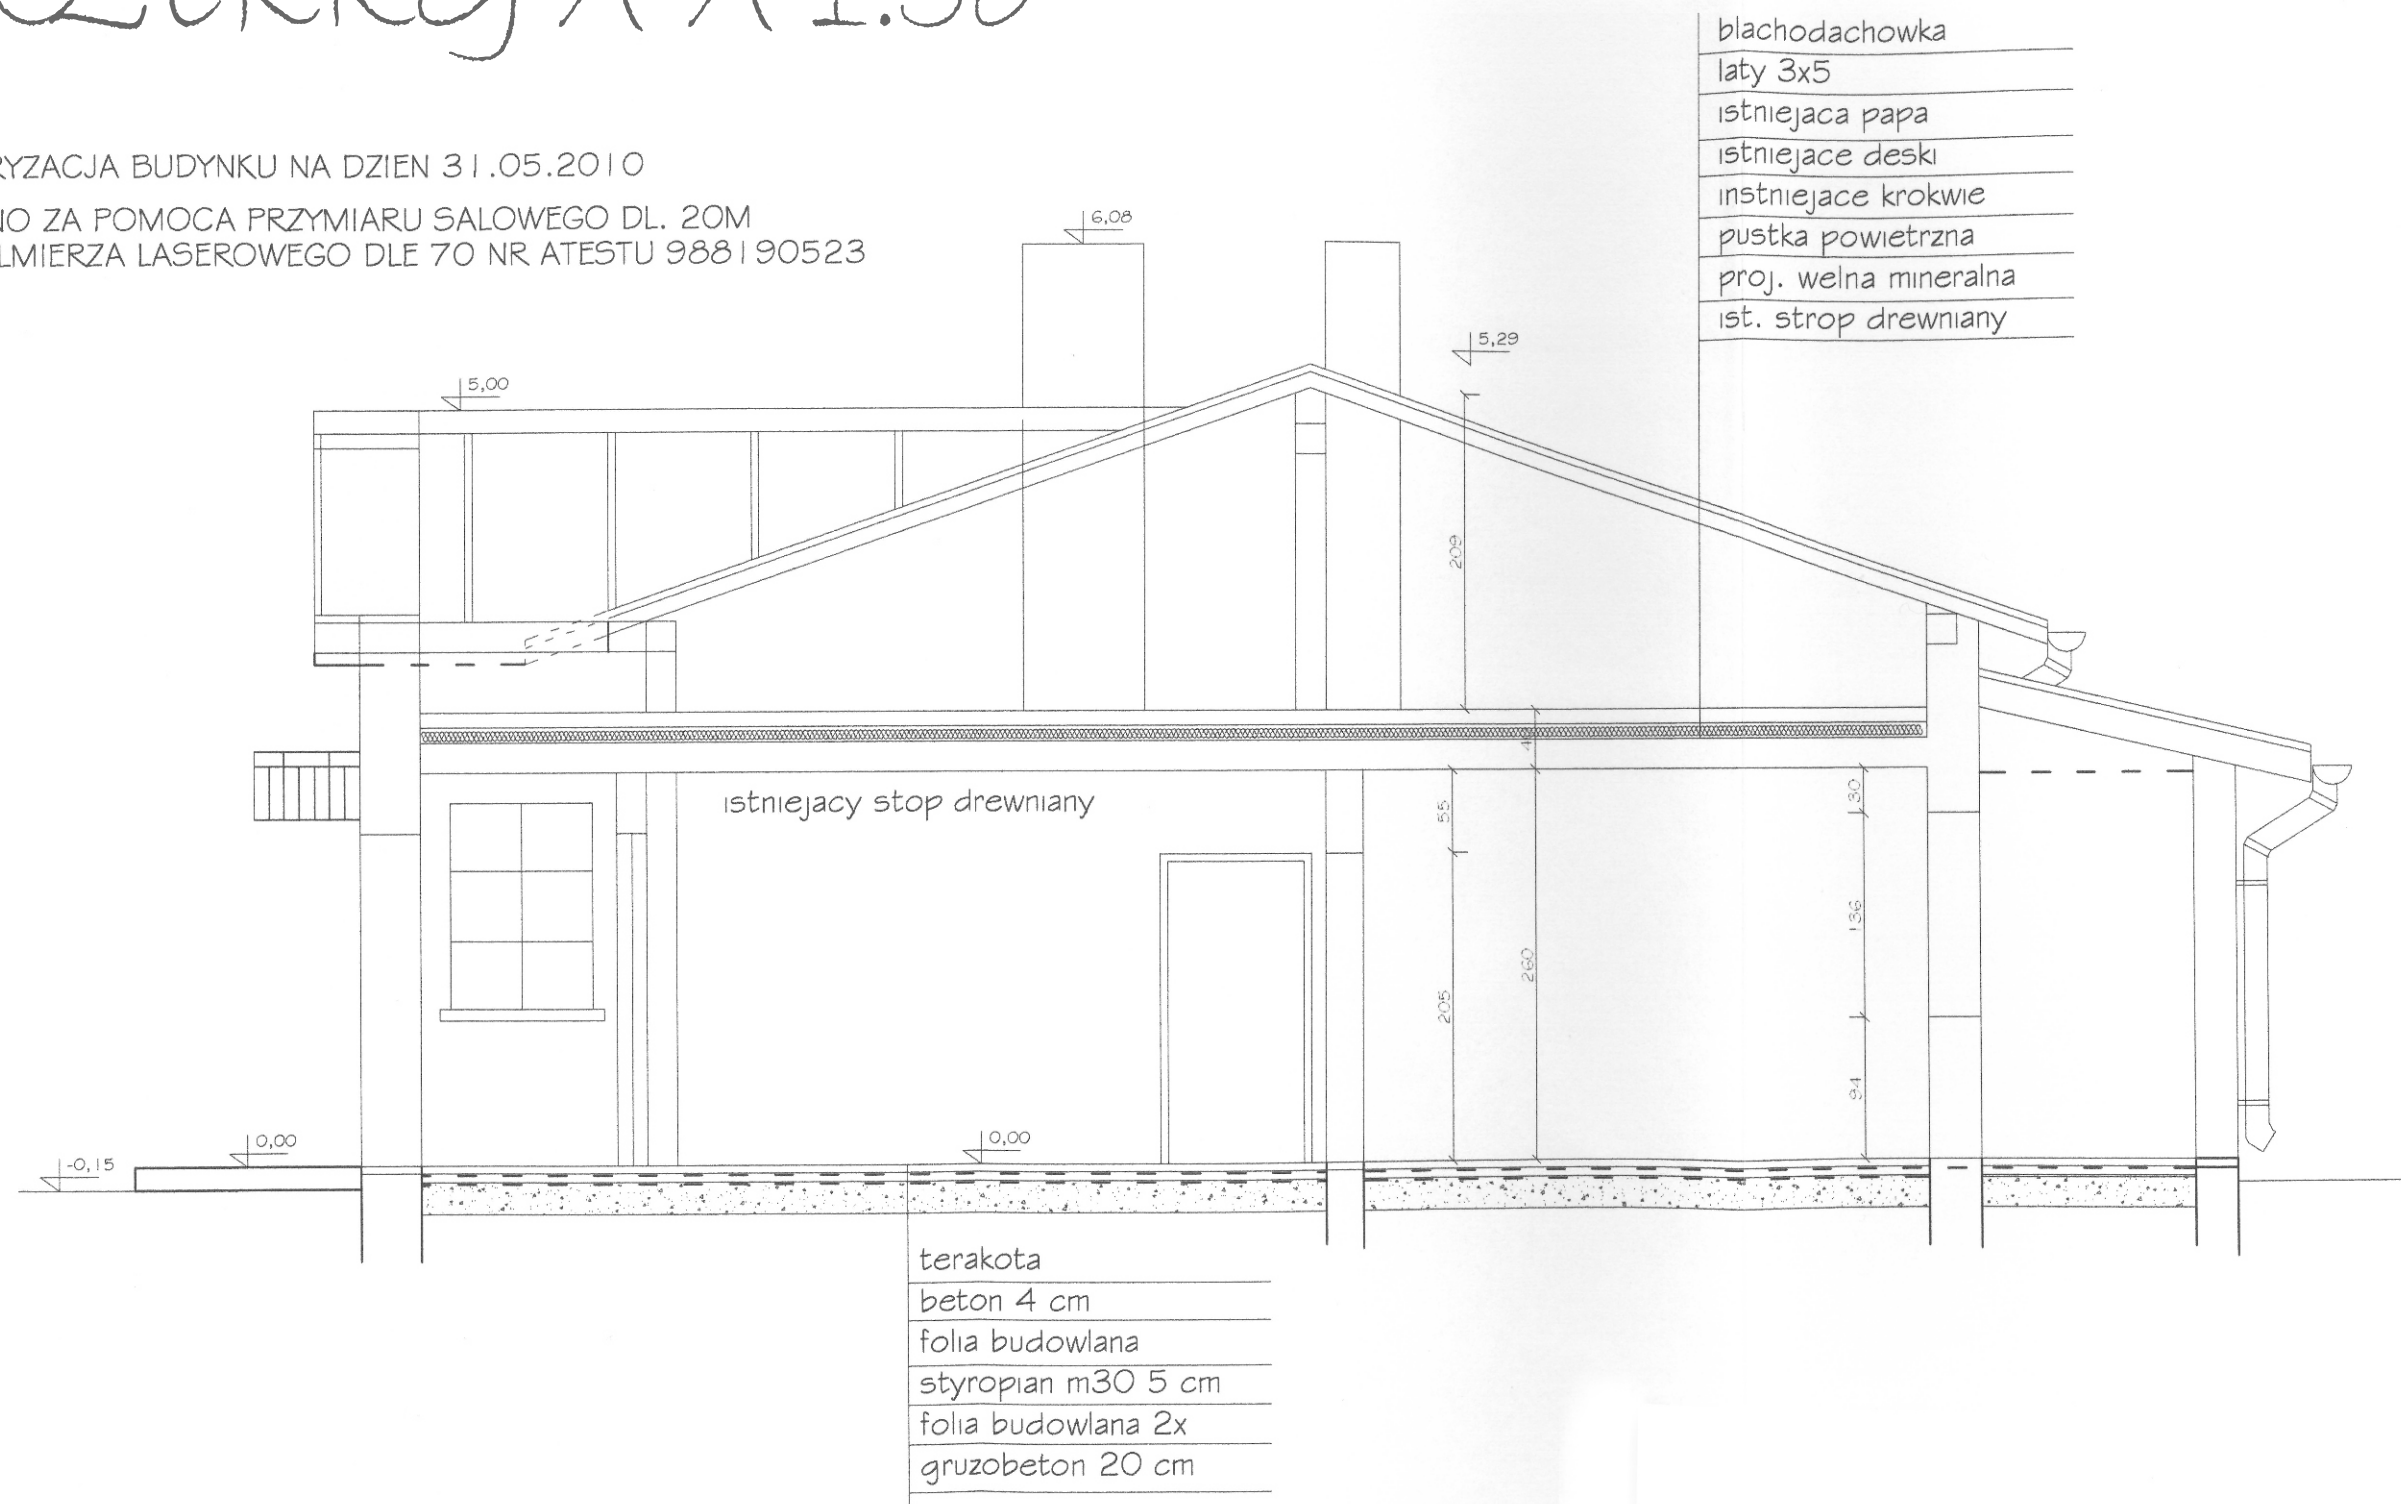 1:50
RYZACJA BUDYNKU NA DZIEN 31.05.2010
NO ZA POMOCA PRZYMIARU SALOWEGO DL. 20M
LMIERZA LASEROWEGO DLE 70 NR ATESTU 988190523
blachodachowka
laty 3x5
istniejaca papa
istniejace deski
instniejace krokwie
pustka powietrzna
proj. welna mineralna
ist. strop drewniany
6,08
5,29
5,00
209
40
istniejacy stop drewniany
55
30
136
260
205
94
0,00
0,00
-0,15
terakota
beton 4 cm
folia budowlana
styropian m30 5 cm
folia budowlana 2x
gruzobeton 20 cm